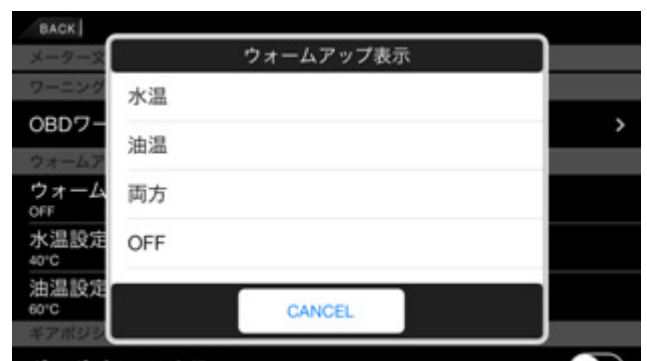 BACK
メーター文
ウォームアップ表示
ワーニング
水温
OBDワー
油温
ウォームア
ウォーム
OFF
両方
水温設定
40°C
OFF
油温設定
60°C
CANCEL
ギアポジシ